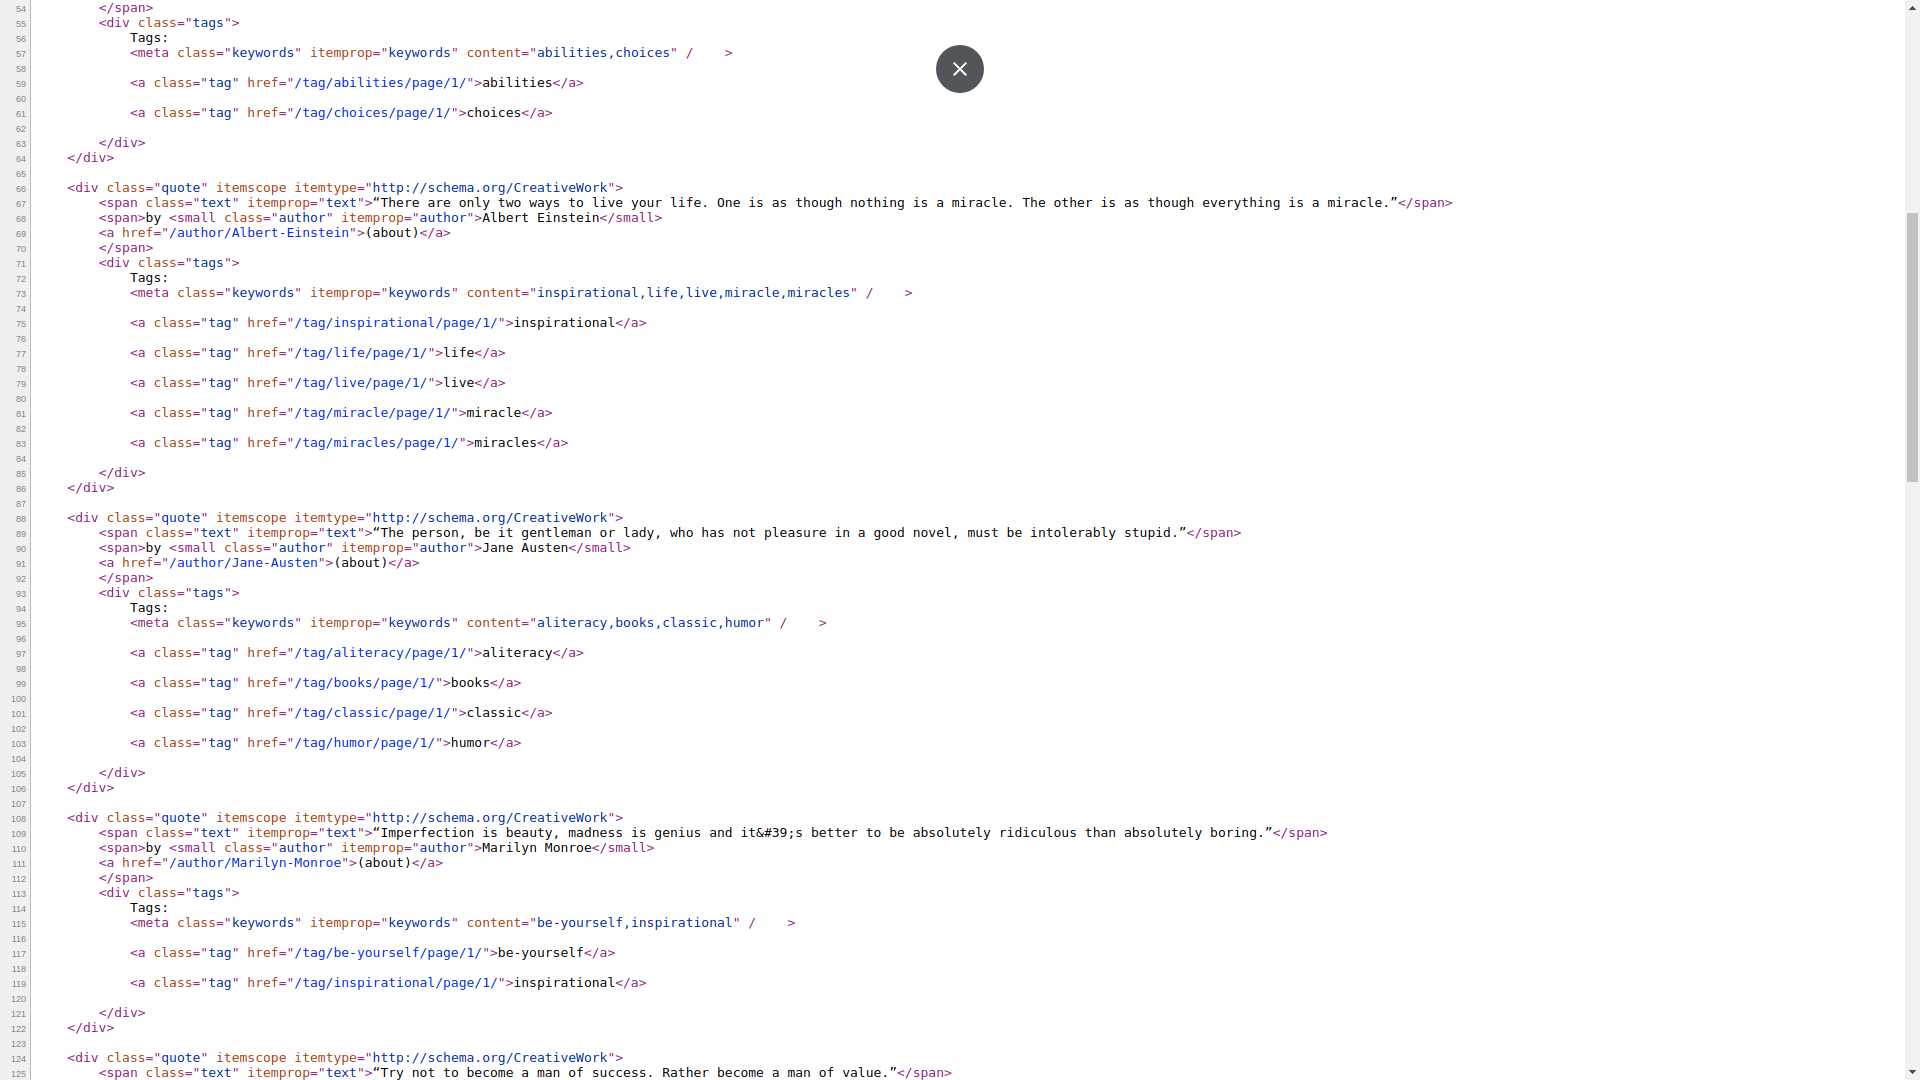 54 </span>
55 <div class="tags">
56 Tags:
57 <meta class="keywords" itemprop="keywords" content="abilities,choices" /    >
58
59 <a class="tag" href="/tag/abilities/page/1/">abilities</a>
60
61 <a class="tag" href="/tag/choices/page/1/">choices</a>
62
63 </div>
64 </div>
65
66 <div class="quote" itemscope itemtype="http://schema.org/CreativeWork">
67 <span class="text" itemprop="text">“There are only two ways to live your life. One is as though nothing is a miracle. The other is as though everything is a miracle.”</span>
68 <span>by <small class="author" itemprop="author">Albert Einstein</small>
69 <a href="/author/Albert-Einstein">(about)</a>
70 </span>
71 <div class="tags">
72 Tags:
73 <meta class="keywords" itemprop="keywords" content="inspirational,life,live,miracle,miracles" /    >
74
75 <a class="tag" href="/tag/inspirational/page/1/">inspirational</a>
76
77 <a class="tag" href="/tag/life/page/1/">life</a>
78
79 <a class="tag" href="/tag/live/page/1/">live</a>
80
81 <a class="tag" href="/tag/miracle/page/1/">miracle</a>
82
83 <a class="tag" href="/tag/miracles/page/1/">miracles</a>
84
85 </div>
86 </div>
87
88 <div class="quote" itemscope itemtype="http://schema.org/CreativeWork">
89 <span class="text" itemprop="text">“The person, be it gentleman or lady, who has not pleasure in a good novel, must be intolerably stupid.”</span>
90 <span>by <small class="author" itemprop="author">Jane Austen</small>
91 <a href="/author/Jane-Austen">(about)</a>
92 </span>
93 <div class="tags">
94 Tags:
95 <meta class="keywords" itemprop="keywords" content="aliteracy,books,classic,humor" /    >
96
97 <a class="tag" href="/tag/aliteracy/page/1/">aliteracy</a>
98
99 <a class="tag" href="/tag/books/page/1/">books</a>
100
101 <a class="tag" href="/tag/classic/page/1/">classic</a>
102
103 <a class="tag" href="/tag/humor/page/1/">humor</a>
104
105 </div>
106 </div>
107
108 <div class="quote" itemscope itemtype="http://schema.org/CreativeWork">
109 <span class="text" itemprop="text">“Imperfection is beauty, madness is genius and it&#39;s better to be absolutely ridiculous than absolutely boring.”</span>
110 <span>by <small class="author" itemprop="author">Marilyn Monroe</small>
111 <a href="/author/Marilyn-Monroe">(about)</a>
112 </span>
113 <div class="tags">
114 Tags:
115 <meta class="keywords" itemprop="keywords" content="be-yourself,inspirational" /    >
116
117 <a class="tag" href="/tag/be-yourself/page/1/">be-yourself</a>
118
119 <a class="tag" href="/tag/inspirational/page/1/">inspirational</a>
120
121 </div>
122 </div>
123
124 <div class="quote" itemscope itemtype="http://schema.org/CreativeWork">
125 <span class="text" itemprop="text">“Try not to become a man of success. Rather become a man of value.”</span>